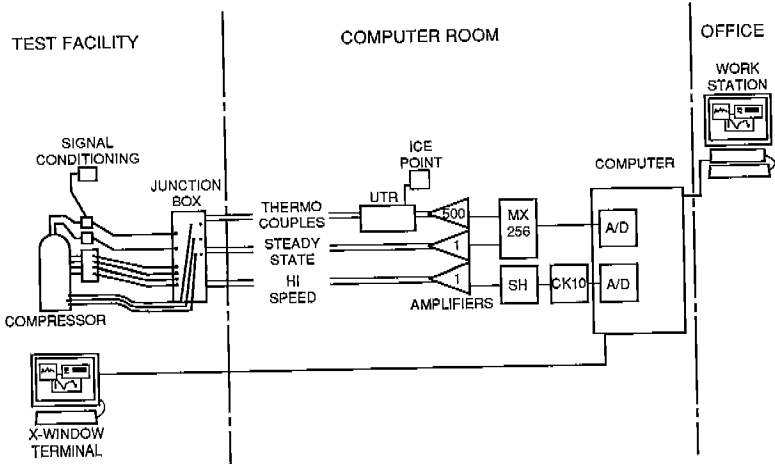 TEST FACILITY
COMPUTER ROOM
OFFICE
WORK
STATION
SIGNAL
CONDITIONING
JUNCTION
BOX
ICE
POINT
COMPUTER
THERMO
COUPLES
UTR
500
MX
256
A/D
STEADY
STATE
1
HI
SPEED
1
AMPLIFIERS
SH
CK10
A/D
COMPRESSOR
X-WINDOW
TERMINAL